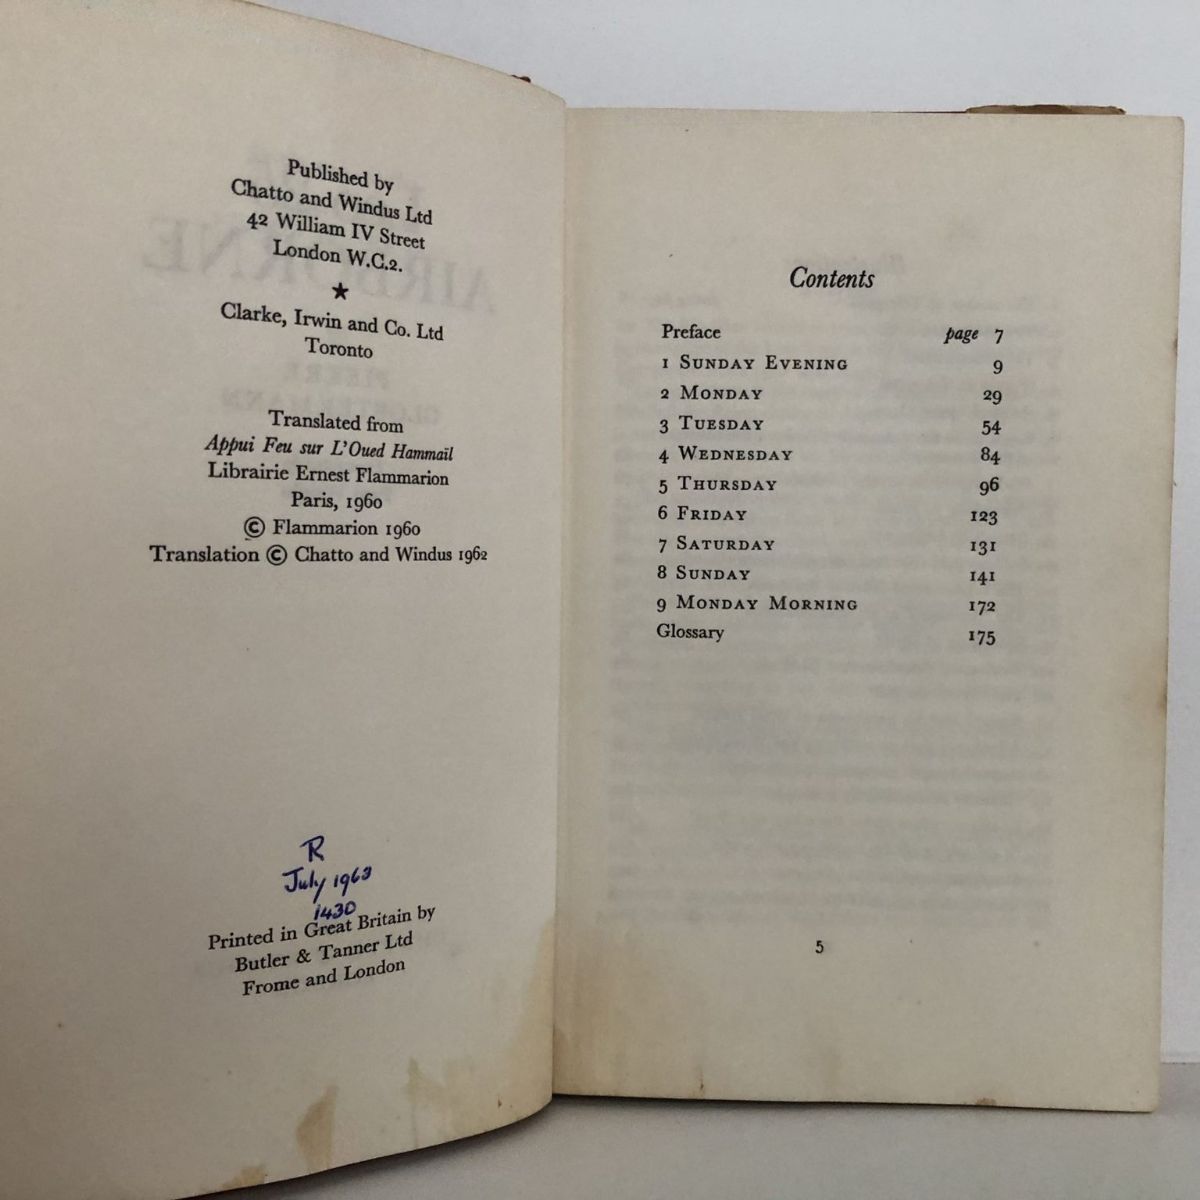 Published by
Chatto and Windus Ltd
42 William IV Street
London W.C.2.
★
Clarke, Irwin and Co. Ltd
Toronto
Translated from
Appui Feu sur L'Oued Hammaïl
Librairie Ernest Flammarion
Paris, 1960
© Flammarion 1960
Translation © Chatto and Windus 1962
R
July 1963
1430
Printed in Great Britain by
Butler & Tanner Ltd
Frome and London
Contents
Preface page 7
1 SUNDAY EVENING 9
2 MONDAY 29
3 TUESDAY 54
4 WEDNESDAY 84
5 THURSDAY 96
6 FRIDAY 123
7 SATURDAY 131
8 SUNDAY 141
9 MONDAY MORNING 172
Glossary 175
5